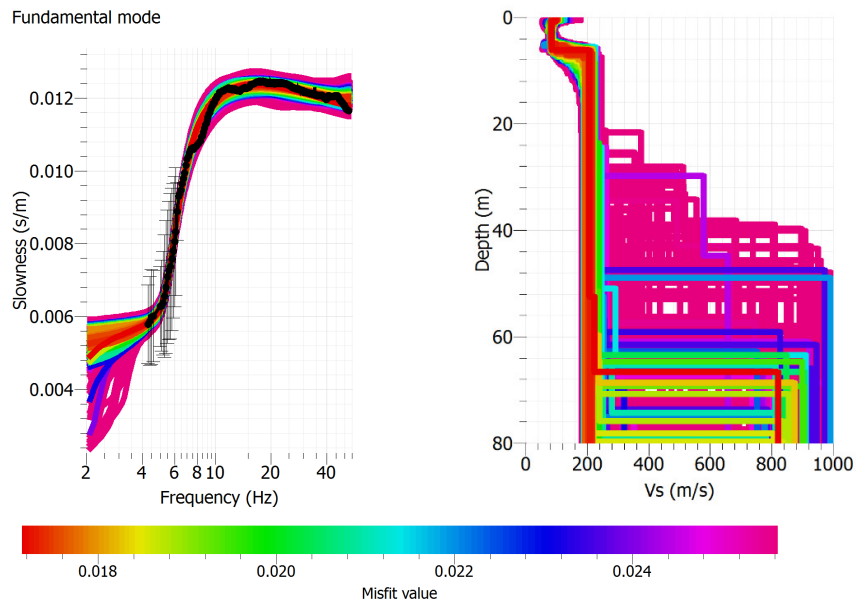 Fundamental mode
Slowness (s/m)
0.012
0.010
0.008
0.006
0.004
2 4 6 8 10 20 40
Frequency (Hz)
Depth (m)
0
20
40
60
80
0 200 400 600 800 1000
Vs (m/s)
0.018 0.020 0.022 0.024
Misfit value